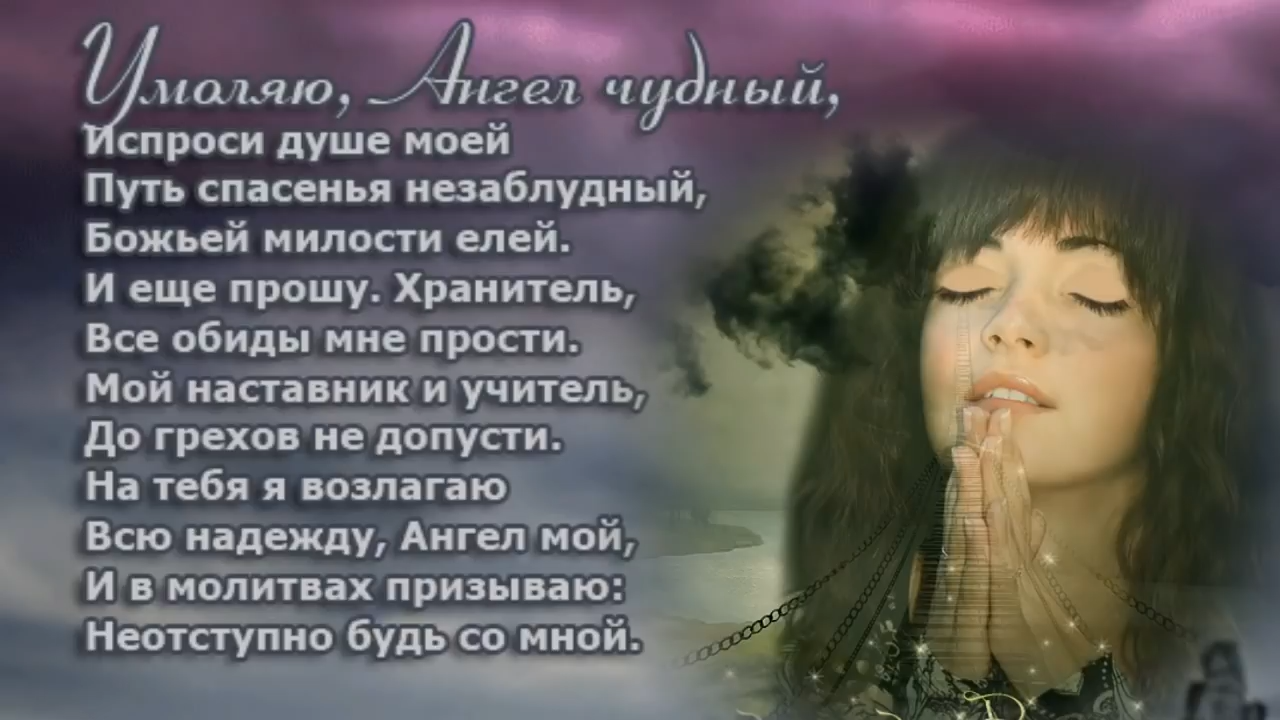 Умоляю, Ангел чудный,
Испроси душе моей
Путь спасенья незаблудный,
Божьей милости елей.
И еще прошу. Хранитель,
Все обиды мне прости.
Мой наставник и учитель,
До грехов не допусти.
На тебя я возлагаю
Всю надежду, Ангел мой,
И в молитвах призываю:
Неотступно будь со мной.